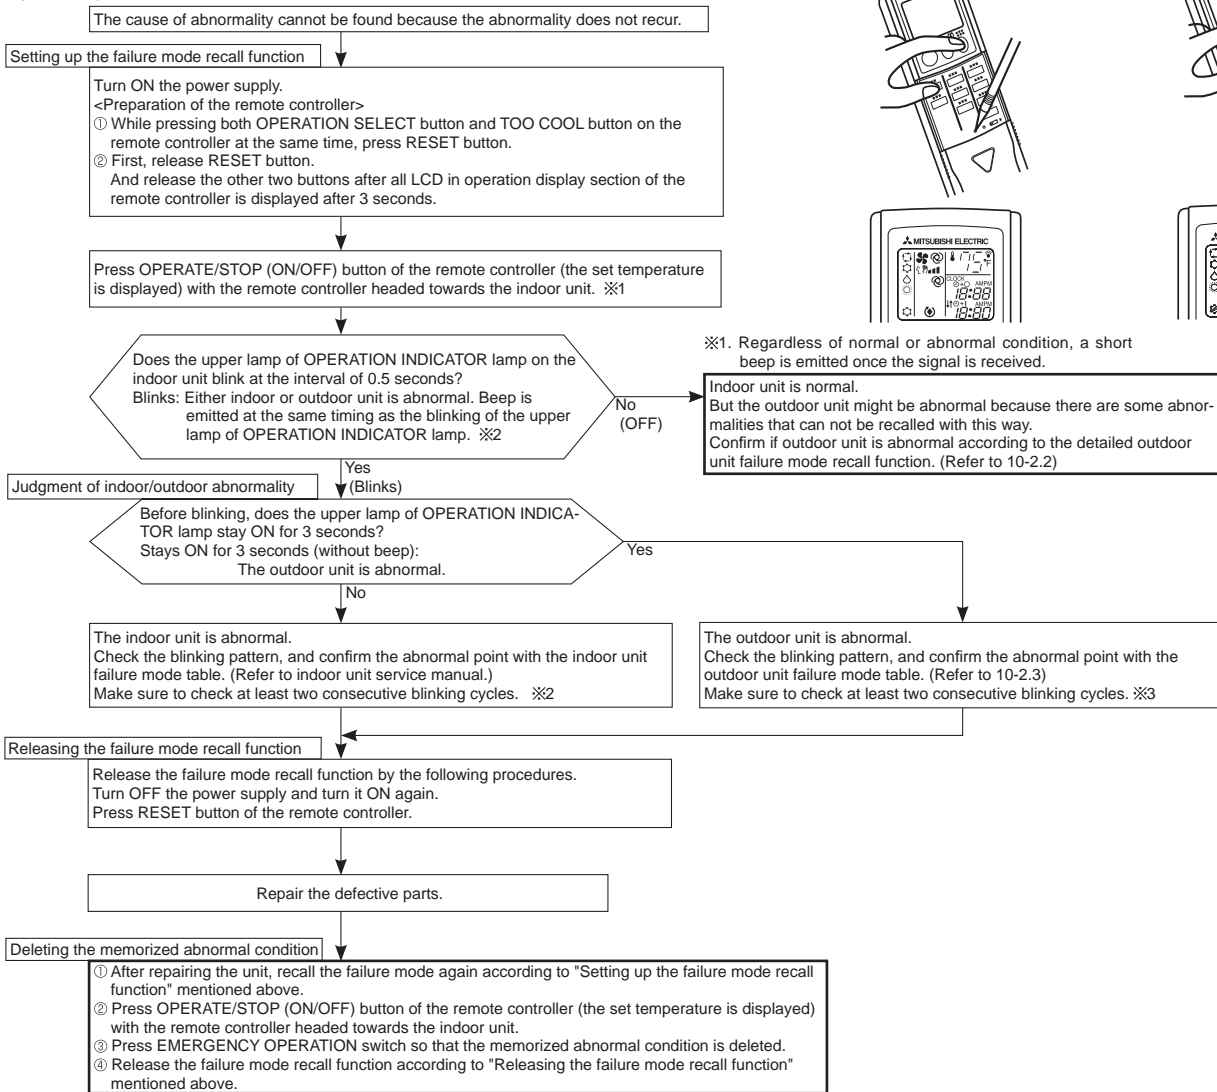 The cause of abnormality cannot be found because the abnormality does not recur.
Setting up the failure mode recall function
Turn ON the power supply.
<Preparation of the remote controller>
① While pressing both OPERATION SELECT button and TOO COOL button on the
remote controller at the same time, press RESET button.
② First, release RESET button.
And release the other two buttons after all LCD in operation display section of the
remote controller is displayed after 3 seconds.
Press OPERATE/STOP (ON/OFF) button of the remote controller (the set temperature
is displayed) with the remote controller headed towards the indoor unit. ※1
MITSUBISHI ELECTRIC
°F
CLOCK
AMPM
18:88
AMPM
18:80
※1. Regardless of normal or abnormal condition, a short
beep is emitted once the signal is received.
Does the upper lamp of OPERATION INDICATOR lamp on the
indoor unit blink at the interval of 0.5 seconds?
Blinks: Either indoor or outdoor unit is abnormal. Beep is
emitted at the same timing as the blinking of the upper
lamp of OPERATION INDICATOR lamp. ※2
No
(OFF)
Indoor unit is normal.
But the outdoor unit might be abnormal because there are some abnor-
malities that can not be recalled with this way.
Confirm if outdoor unit is abnormal according to the detailed outdoor
unit failure mode recall function. (Refer to 10-2.2)
Yes
(Blinks)
Judgment of indoor/outdoor abnormality
Before blinking, does the upper lamp of OPERATION INDICA-
TOR lamp stay ON for 3 seconds?
Stays ON for 3 seconds (without beep):
The outdoor unit is abnormal.
Yes
No
The indoor unit is abnormal.
Check the blinking pattern, and confirm the abnormal point with the indoor unit
failure mode table. (Refer to indoor unit service manual.)
Make sure to check at least two consecutive blinking cycles. ※2
The outdoor unit is abnormal.
Check the blinking pattern, and confirm the abnormal point with the
outdoor unit failure mode table. (Refer to 10-2.3)
Make sure to check at least two consecutive blinking cycles. ※3
Releasing the failure mode recall function
Release the failure mode recall function by the following procedures.
Turn OFF the power supply and turn it ON again.
Press RESET button of the remote controller.
Repair the defective parts.
Deleting the memorized abnormal condition
① After repairing the unit, recall the failure mode again according to "Setting up the failure mode recall
function" mentioned above.
② Press OPERATE/STOP (ON/OFF) button of the remote controller (the set temperature is displayed)
with the remote controller headed towards the indoor unit.
③ Press EMERGENCY OPERATION switch so that the memorized abnormal condition is deleted.
④ Release the failure mode recall function according to "Releasing the failure mode recall function"
mentioned above.